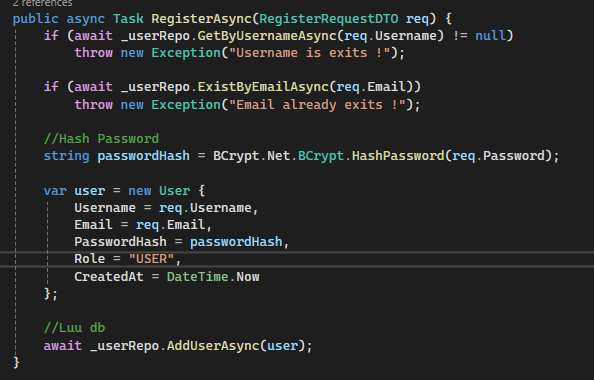 2 references
public async Task RegisterAsync(RegisterRequestDTO req) {
if (await _userRepo.GetByUsernameAsync(req.Username) != null)
throw new Exception("Username is exits !");
if (await _userRepo.ExistByEmailAsync(req.Email))
throw new Exception("Email already exits !");
//Hash Password
string passwordHash = BCrypt.Net.BCrypt.HashPassword(req.Password);
var user = new User {
Username = req.Username,
Email = req.Email,
PasswordHash = passwordHash,
Role = "USER",
CreatedAt = DateTime.Now
};
//Luu db
await _userRepo.AddUserAsync(user);
}